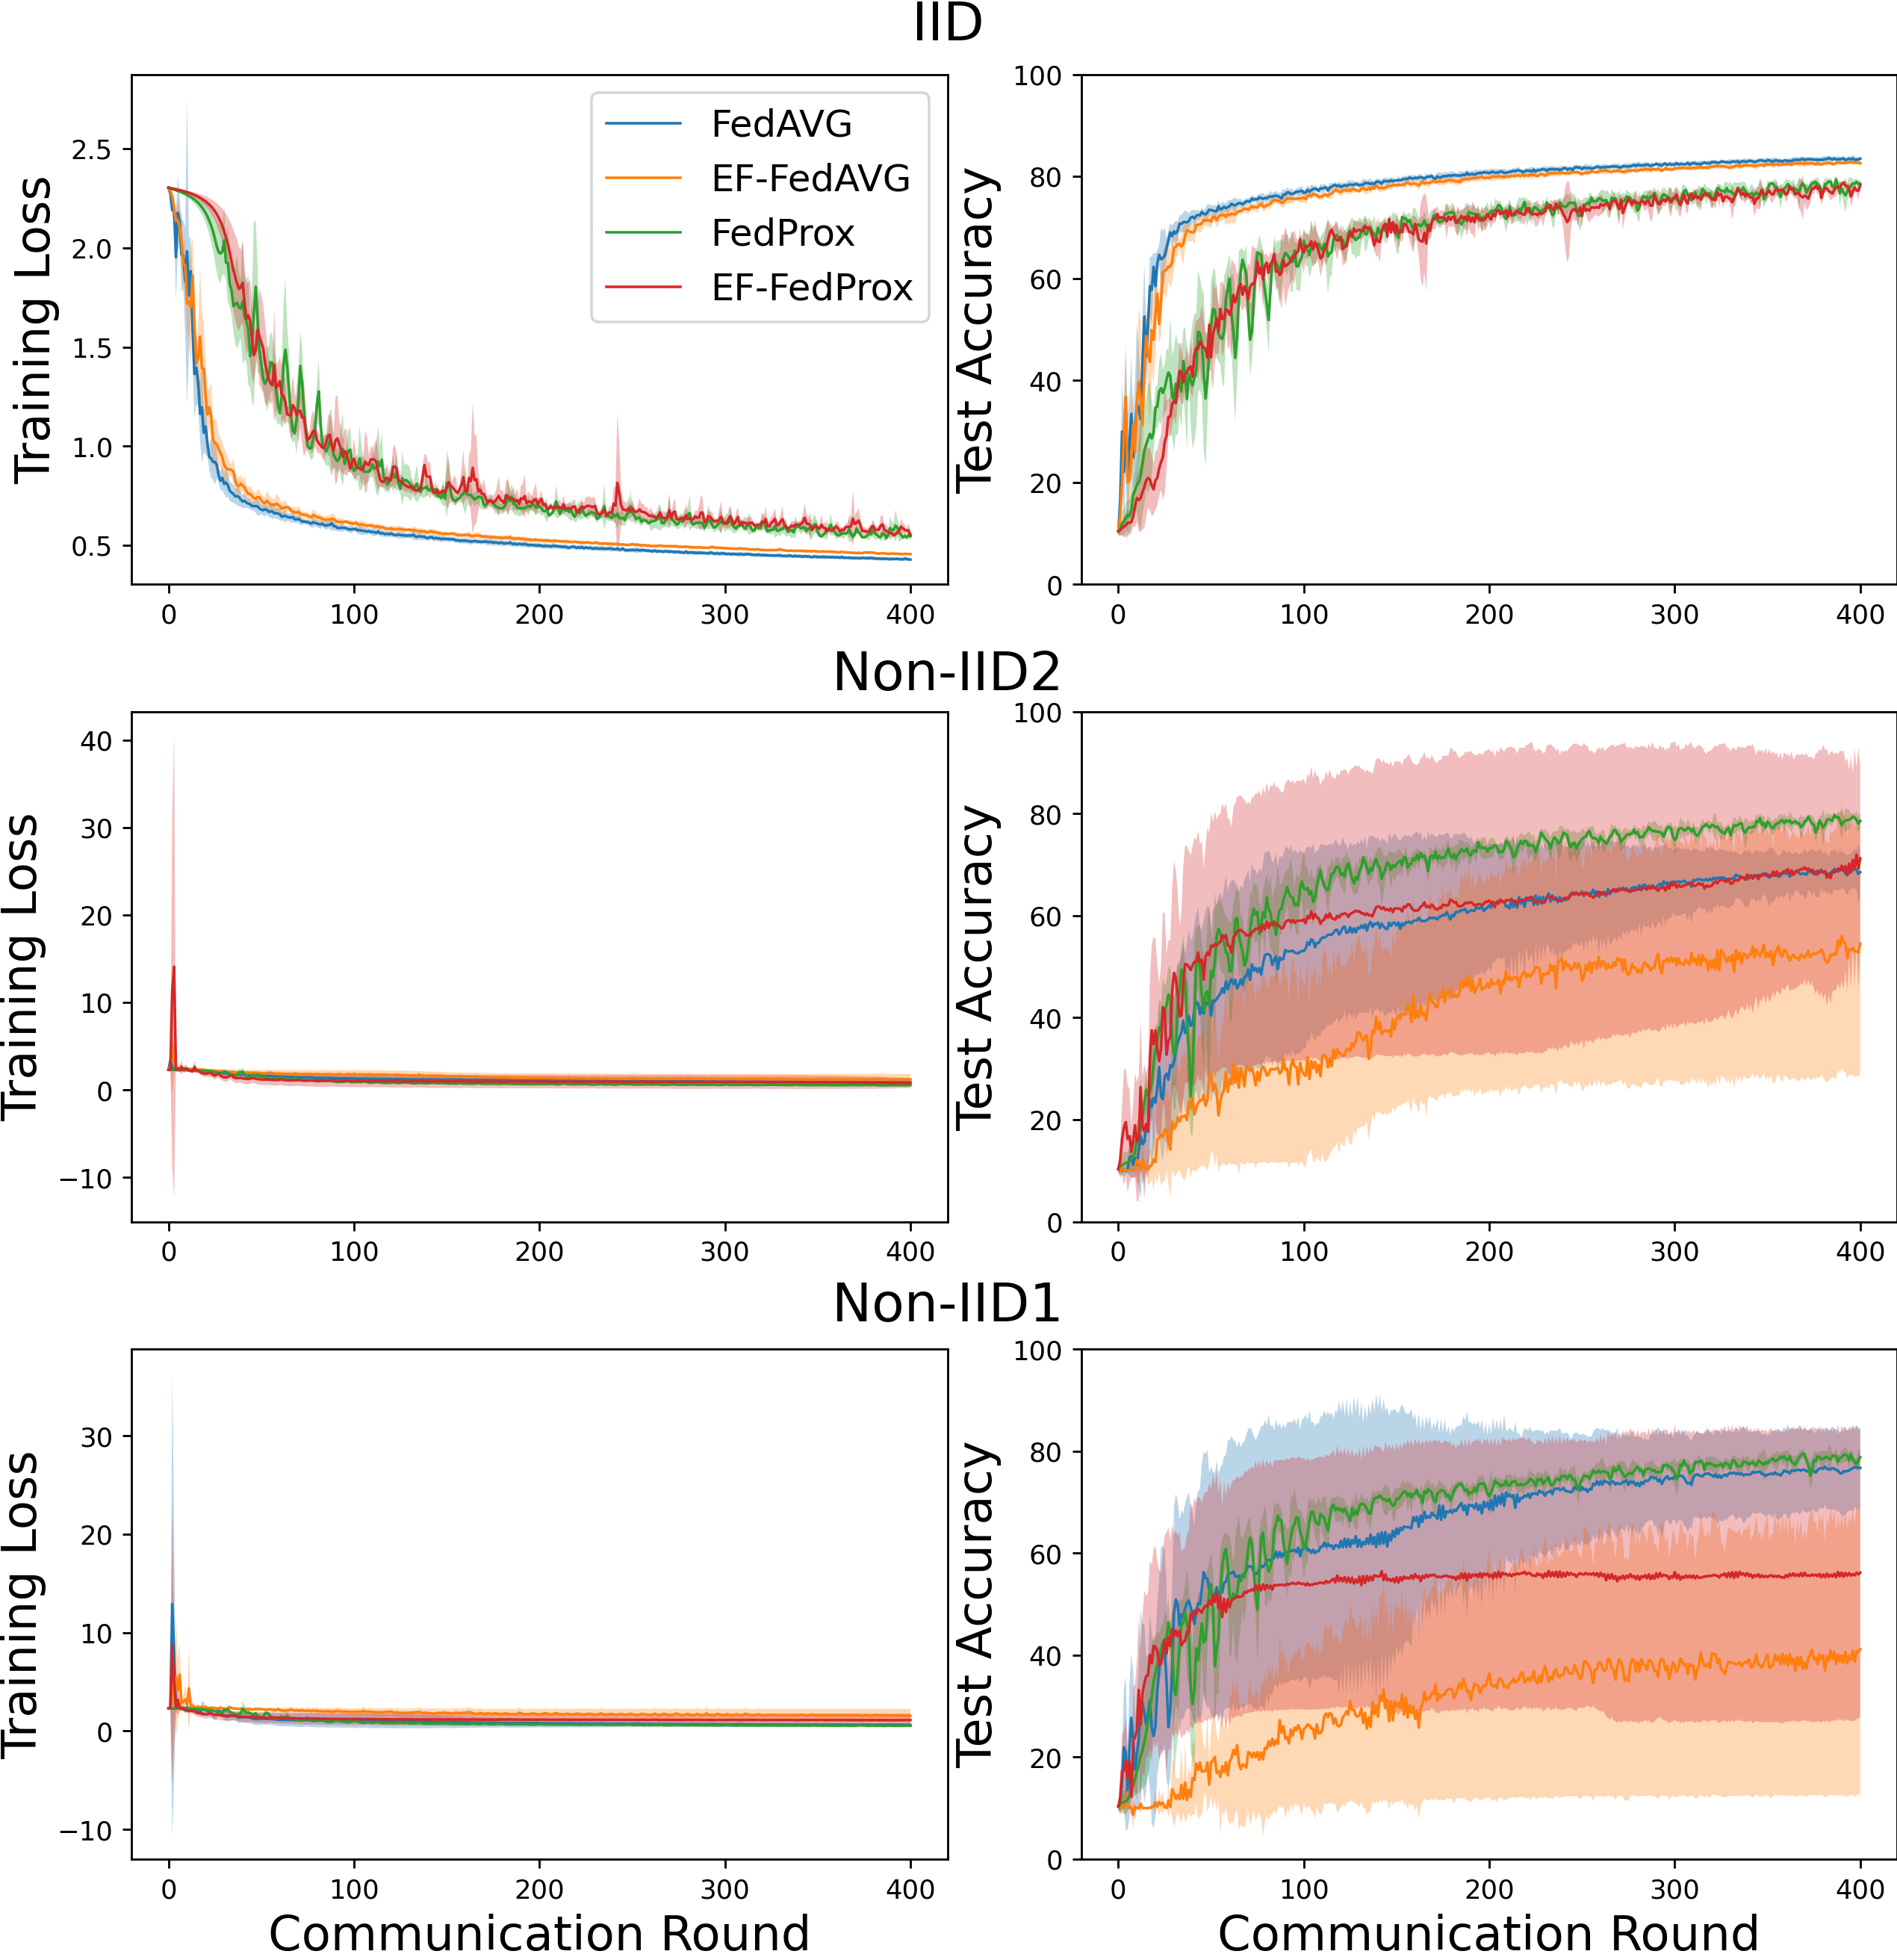 IID
Training Loss
2.5
2.0
1.5
1.0
0.5
0 100 200 300 400
FedAVG
EF-FedAVG
FedProx
EF-FedProx
Test Accuracy
100
80
60
40
20
0
0 100 200 300 400
Non-IID2
Training Loss
40
30
20
10
0
−10
0 100 200 300 400
Test Accuracy
100
80
60
40
20
0
0 100 200 300 400
Non-IID1
Training Loss
30
20
10
0
−10
0 100 200 300 400
Communication Round
Test Accuracy
100
80
60
40
20
0
0 100 200 300 400
Communication Round